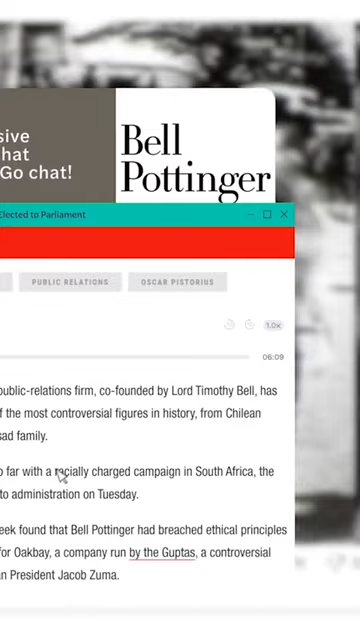 sive
hat
Go chat!
Bell
Pottinger
Elected to Parliament
PUBLIC RELATIONS
OSCAR PISTORIUS
1.0x
06:09
public-relations firm, co-founded by Lord Timothy Bell, has
f the most controversial figures in history, from Chilean
sad family.
o far with a racially charged campaign in South Africa, the
to administration on Tuesday.
eek found that Bell Pottinger had breached ethical principles
for Oakbay, a company run by the Guptas, a controversial
an President Jacob Zuma.